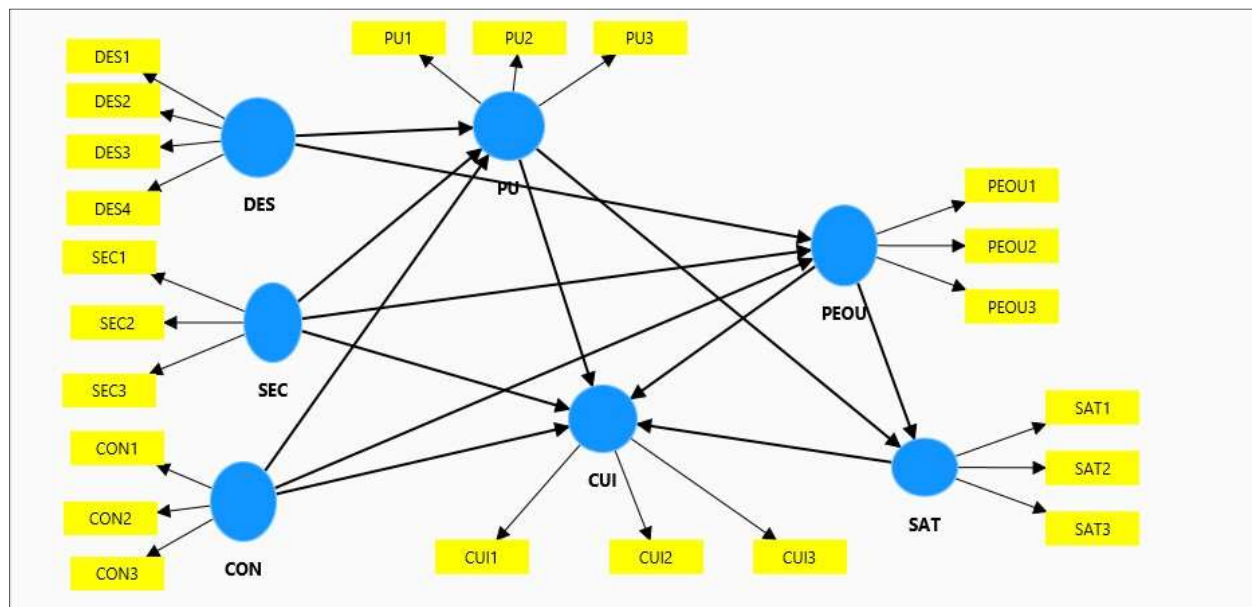 PU1
PU2
PU3
DES1
DES2
DES3
DES4
DES
PU
PEOU1
PEOU2
PEOU3
PEOU
SEC1
SEC2
SEC3
SEC
CON1
CON2
CON3
CON
CUI
CUI1
CUI2
CUI3
SAT1
SAT2
SAT3
SAT